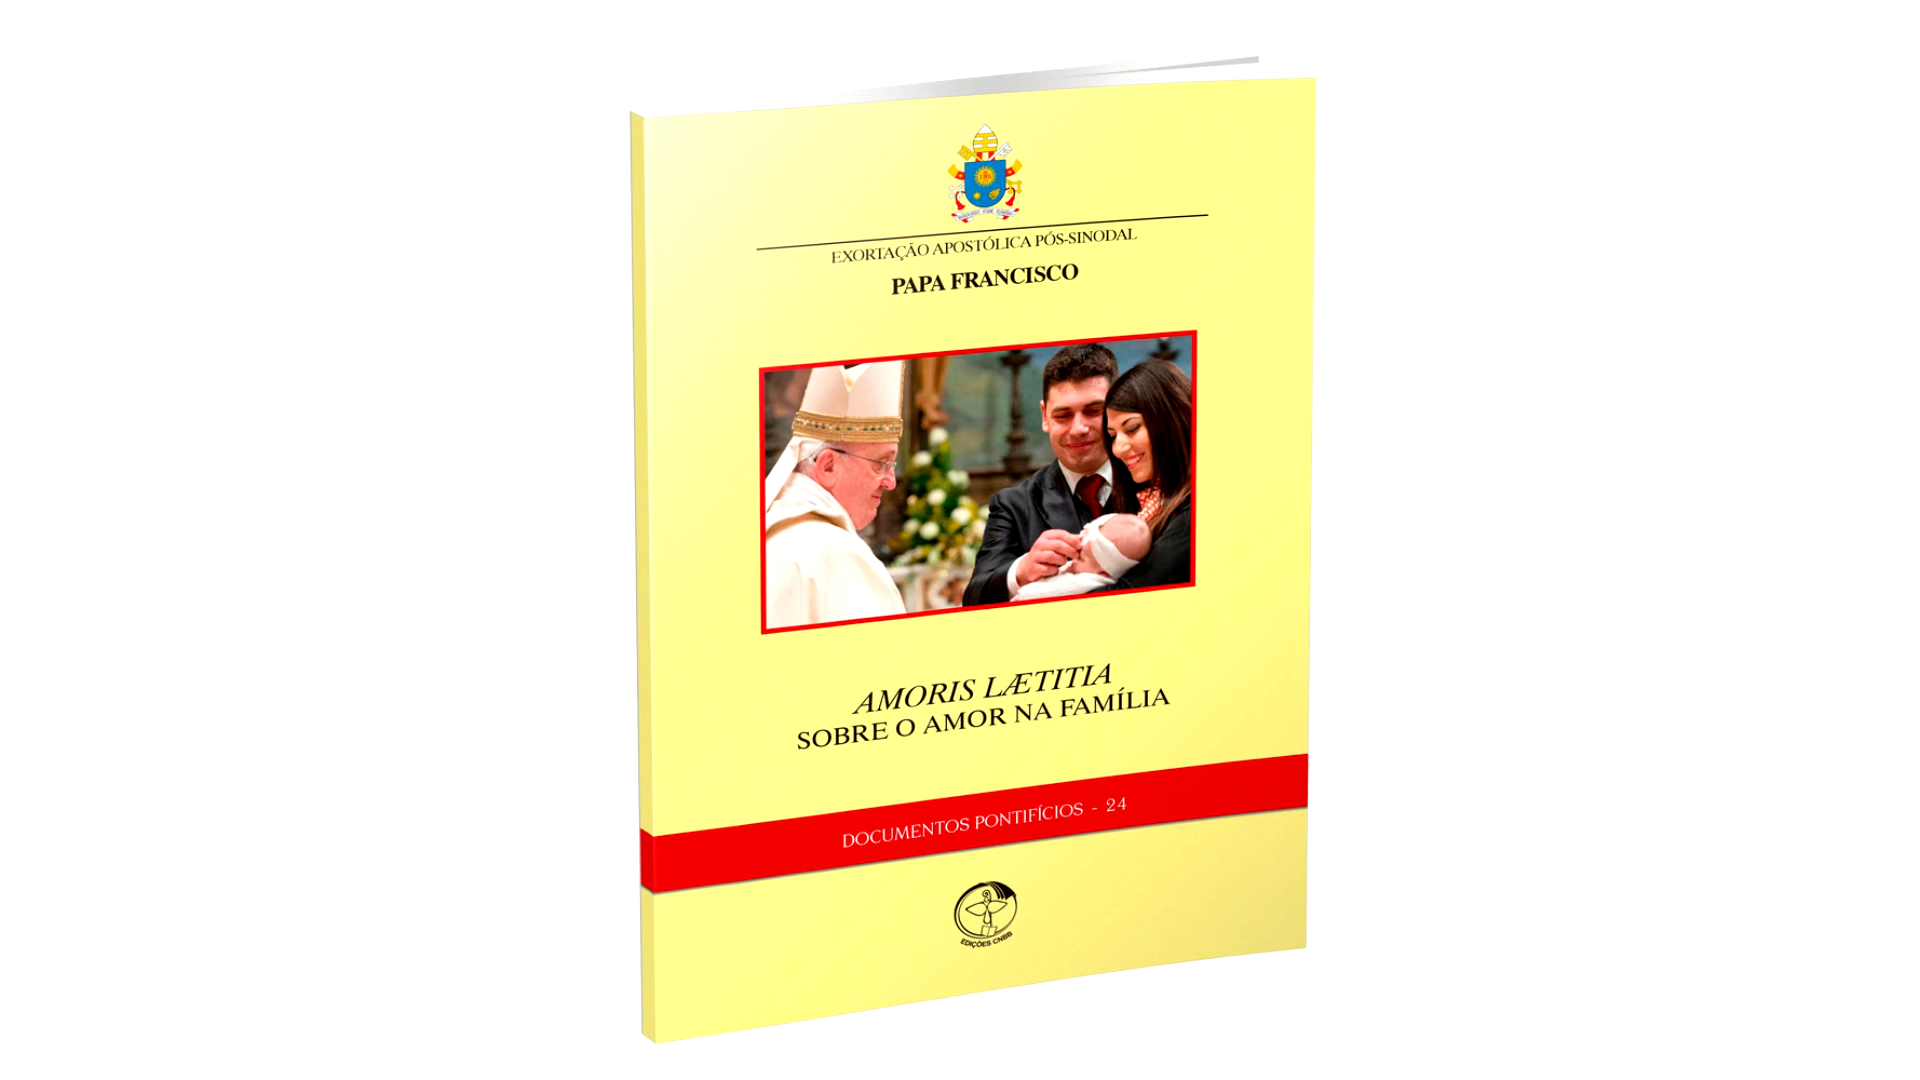 EXORTAÇÃO APOSTÓLICA PÓS-SINODAL
PAPA FRANCISCO
AMORIS LÆTITIA
SOBRE O AMOR NA FAMÍLIA
DOCUMENTOS PONTIFÍCIOS - 24
EDIÇÕES CNBB